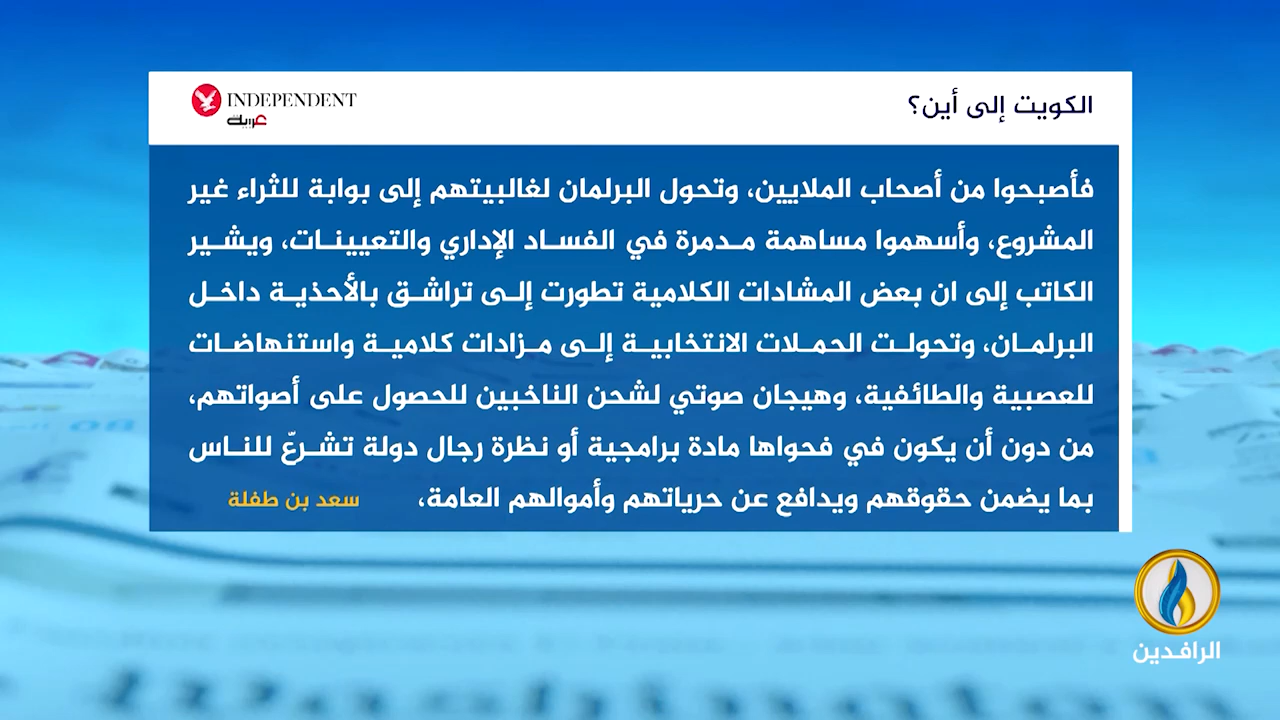 الكويت إلى أين؟
INDEPENDENT
عربية
فأصبحوا من أصحاب الملايين، وتحول البرلمان لغالبيتهم إلى بوابة للثراء غير
المشروع، وأسهموا مساهمة مدمرة في الفساد الإداري والتعيينات، ويشير
الكاتب إلى ان بعض المشادات الكلامية تطورت إلى تراشق بالأحذية داخل
البرلمان، وتحولت الحملات الانتخابية إلى مزادات كلامية واستنهاضات
للعصبية والطائفية، وهيجان صوتي لشحن الناخبين للحصول على أصواتهم،
من دون أن يكون في فحواها مادة برامجية أو نظرة رجال دولة تشرعّ للناس
بما يضمن حقوقهم ويدافع عن حرياتهم وأموالهم العامة،
سعد بن طفلة
الرافدين